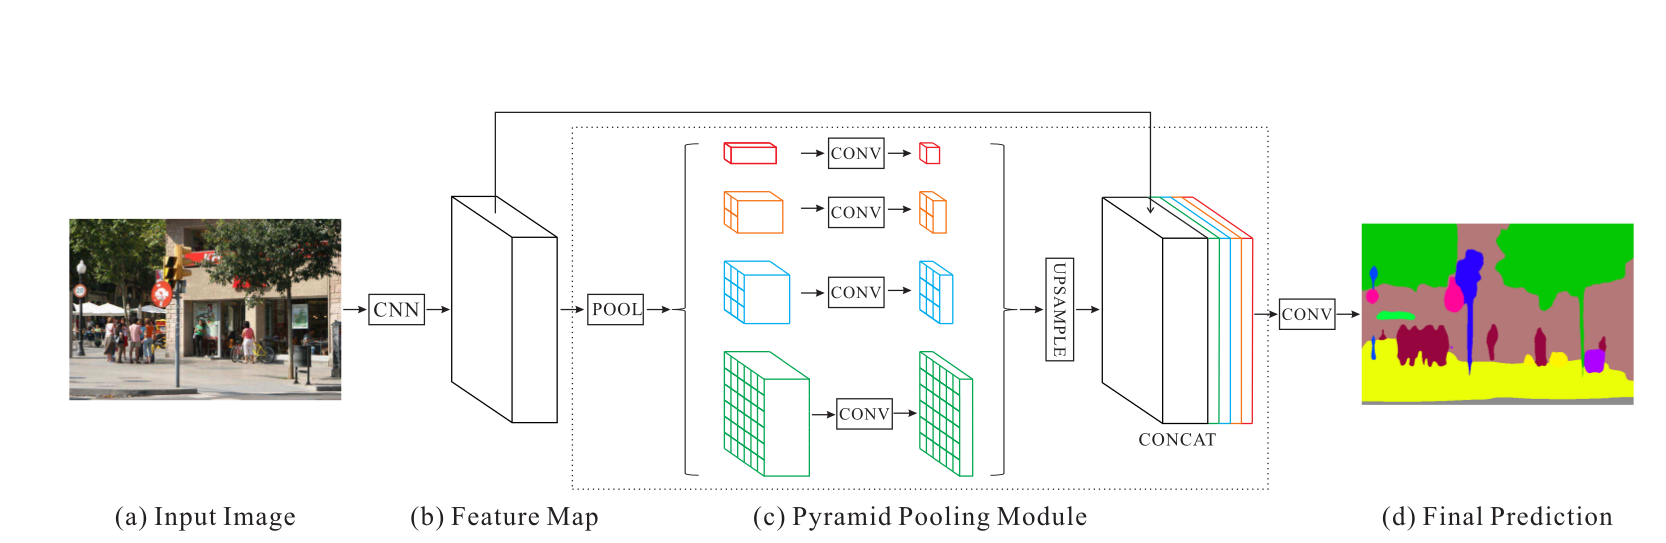 CNN
POOL
CONV
CONV
CONV
CONV
UPSAMPLE
CONCAT
CONV
(a) Input Image
(b) Feature Map
(c) Pyramid Pooling Module
(d) Final Prediction